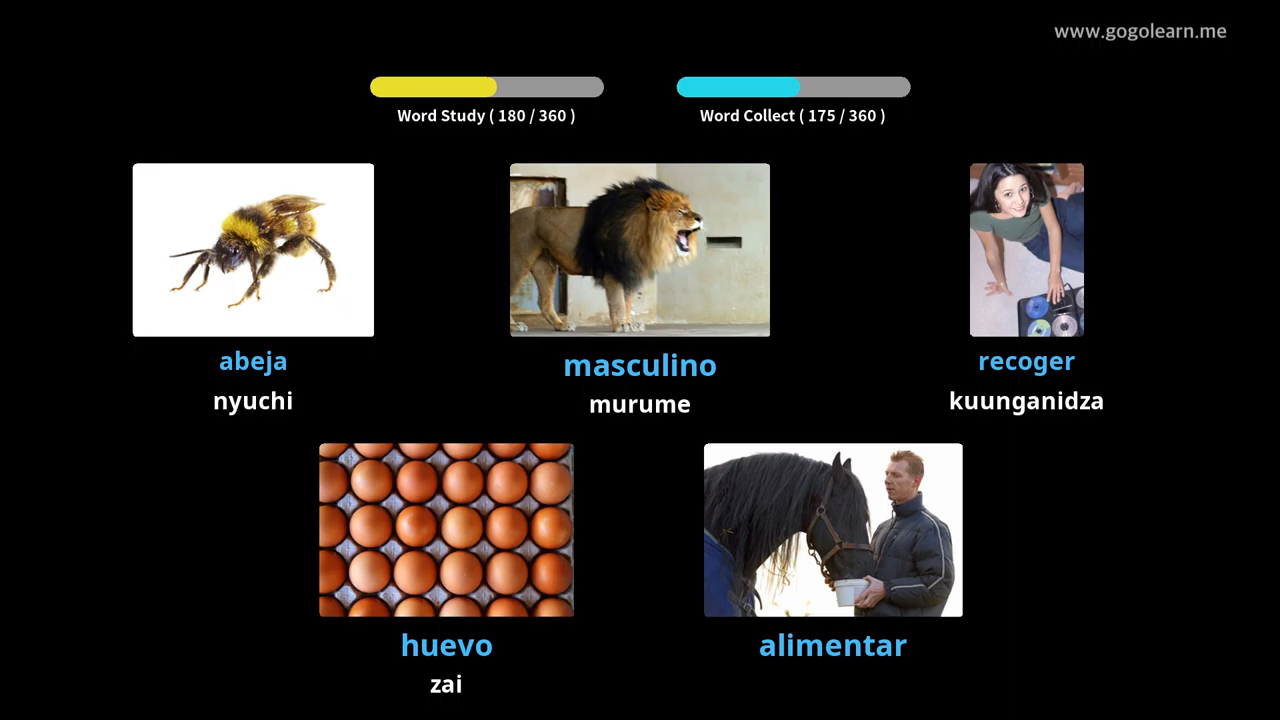 www.gogolearn.me
Word Study ( 180 / 360 )
Word Collect ( 175 / 360 )
abeja
nyuchi
masculino
murume
recoger
kuunganidza
huevo
zai
alimentar